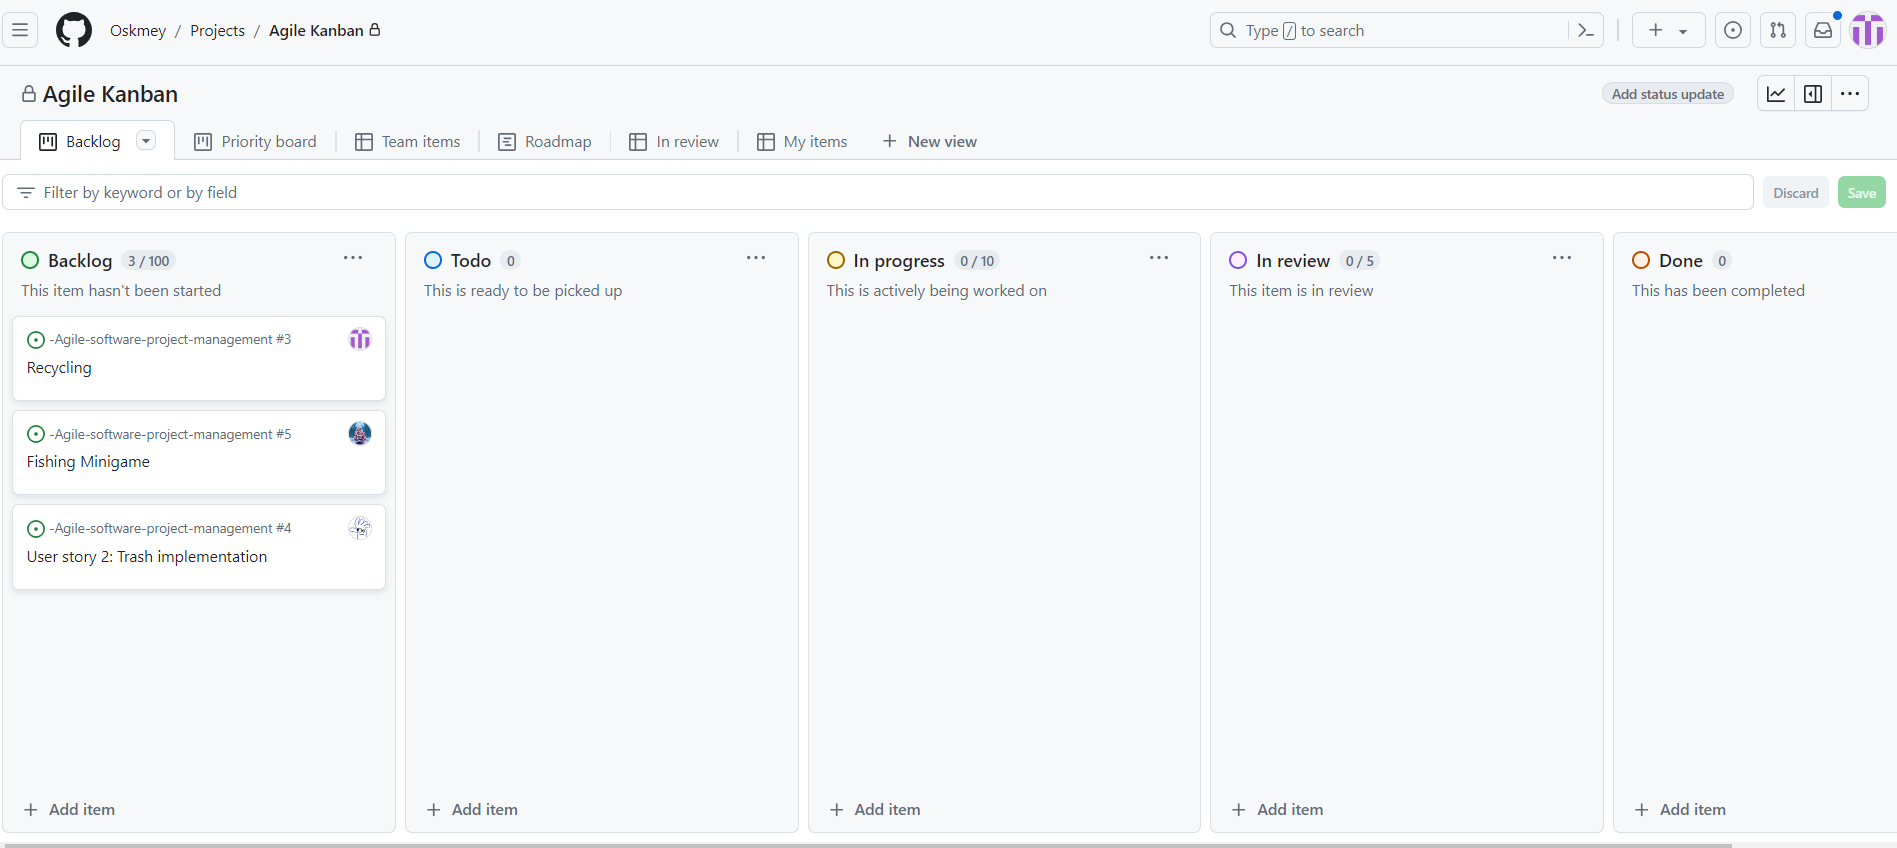 Oskmey / Projects / Agile Kanban
Type / to search
Agile Kanban
Add status update
Backlog
Priority board
Team items
Roadmap
In review
My items
New view
Filter by keyword or by field
Discard
Save
Backlog 3 / 100
This item hasn't been started
-Agile-software-project-management #3
Recycling
-Agile-software-project-management #5
Fishing Minigame
-Agile-software-project-management #4
User story 2: Trash implementation
+ Add item
Todo 0
This is ready to be picked up
+ Add item
In progress 0 / 10
This is actively being worked on
+ Add item
In review 0 / 5
This item is in review
+ Add item
Done 0
This has been completed
+ Add item